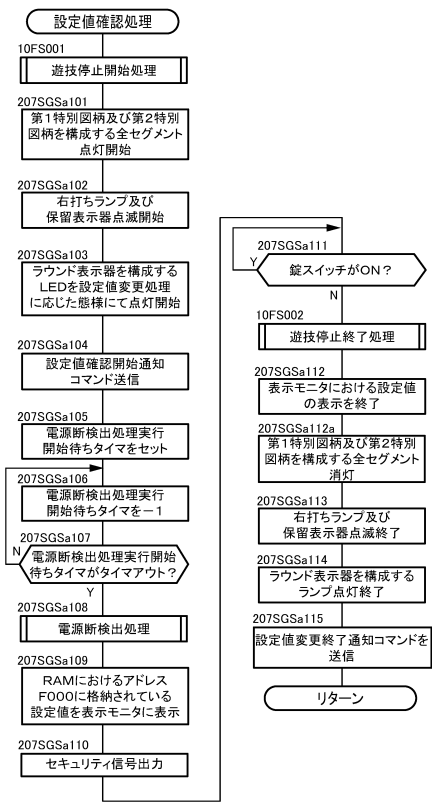 設定値確認処理
10FS001
遊技停止開始処理
207SGSa101
第1特別図柄及び第2特別
図柄を構成する全セグメント
点灯開始
207SGSa102
右打ちランプ及び
保留表示器点滅開始
207SGSa103
ラウンド表示器を構成する
LEDを設定値変更処理
に応じた態様にて点灯開始
207SGSa104
設定値確認開始通知
コマンド送信
207SGSa105
電源断検出処理実行
開始待ちタイマをセット
207SGSa106
電源断検出処理実行
開始待ちタイマを−1
207SGSa107
N
電源断検出処理実行開始
待ちタイマがタイマアウト?
Y
207SGSa108
電源断検出処理
207SGSa109
RAMにおけるアドレス
F000に格納されている
設定値を表示モニタに表示
207SGSa110
セキュリティ信号出力
207SGSa111
Y
錠スイッチがON?
N
10FS002
遊技停止終了処理
207SGSa112
表示モニタにおける設定値
の表示を終了
207SGSa112a
第1特別図柄及び第2特別
図柄を構成する全セグメント
消灯
207SGSa113
右打ちランプ及び
保留表示器点滅終了
207SGSa114
ラウンド表示器を構成する
ランプ点灯終了
207SGSa115
設定値変更終了通知コマンドを
送信
リターン